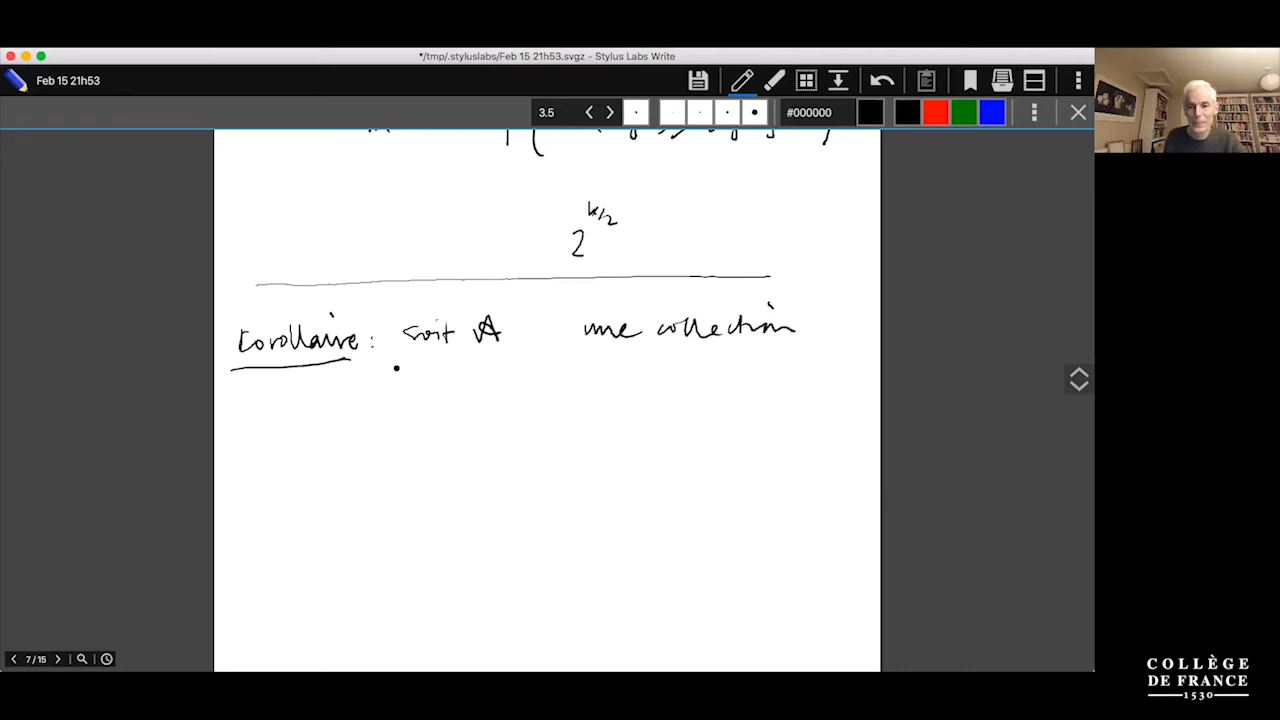 */tmp/.styluslabs/Feb 15 21h53.svgz - Stylus Labs Write
Feb 15 21h53
3.5
#000000
2^{k/2}
Corollaire : soit A une collection
7/15
COLLÈGE
DE FRANCE
1530